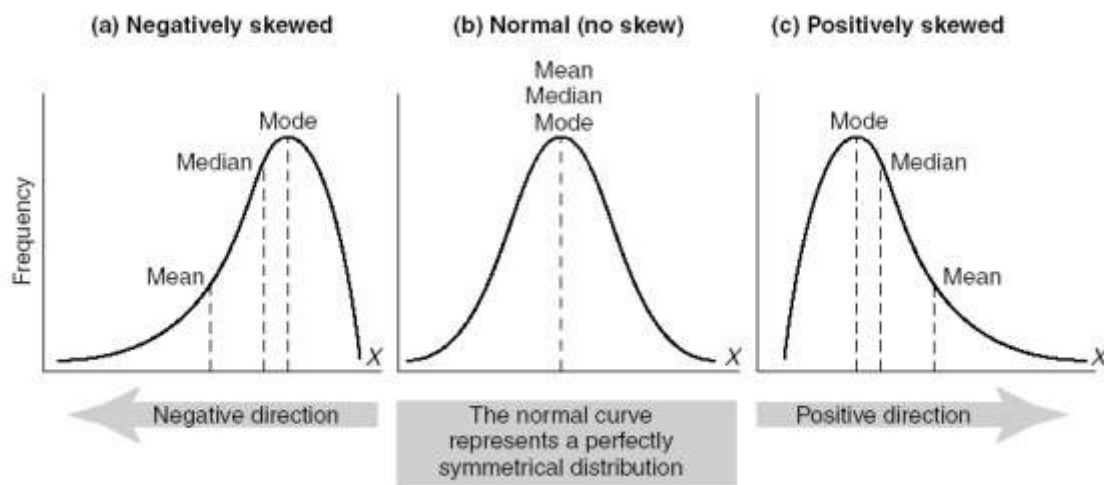 (a) Negatively skewed
(b) Normal (no skew)
(c) Positively skewed
Frequency
Mode
Median
Mean
X
Mean
Median
Mode
X
Mode
Median
Mean
X
Negative direction
The normal curve
represents a perfectly
symmetrical distribution
Positive direction